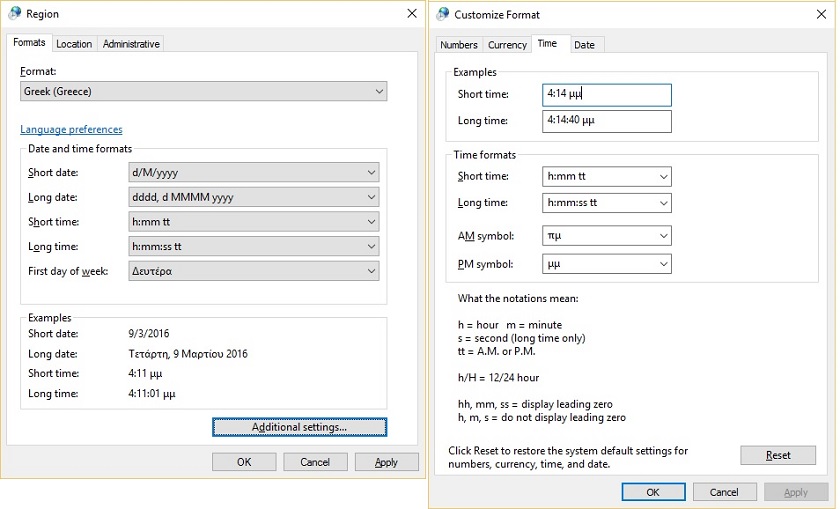 Region
Formats Location Administrative
Format:
Greek (Greece)
Language preferences
Date and time formats
Short date: d/M/yyyy
Long date: dddd, d MMMM yyyy
Short time: h:mm tt
Long time: h:mm:ss tt
First day of week: Δευτέρα
Examples
Short date: 9/3/2016
Long date: Τετάρτη, 9 Μαρτίου 2016
Short time: 4:11 μμ
Long time: 4:11:01 μμ
Additional settings...
OK Cancel Apply
Customize Format
Numbers Currency Time Date
Examples
Short time: 4:14 μμ
Long time: 4:14:40 μμ
Time formats
Short time: h:mm tt
Long time: h:mm:ss tt
AM symbol: πμ
PM symbol: μμ
What the notations mean:
h = hour m = minute
s = second (long time only)
tt = A.M. or P.M.
h/H = 12/24 hour
hh, mm, ss = display leading zero
h, m, s = do not display leading zero
Click Reset to restore the system default settings for
numbers, currency, time, and date.
Reset
OK Cancel Apply